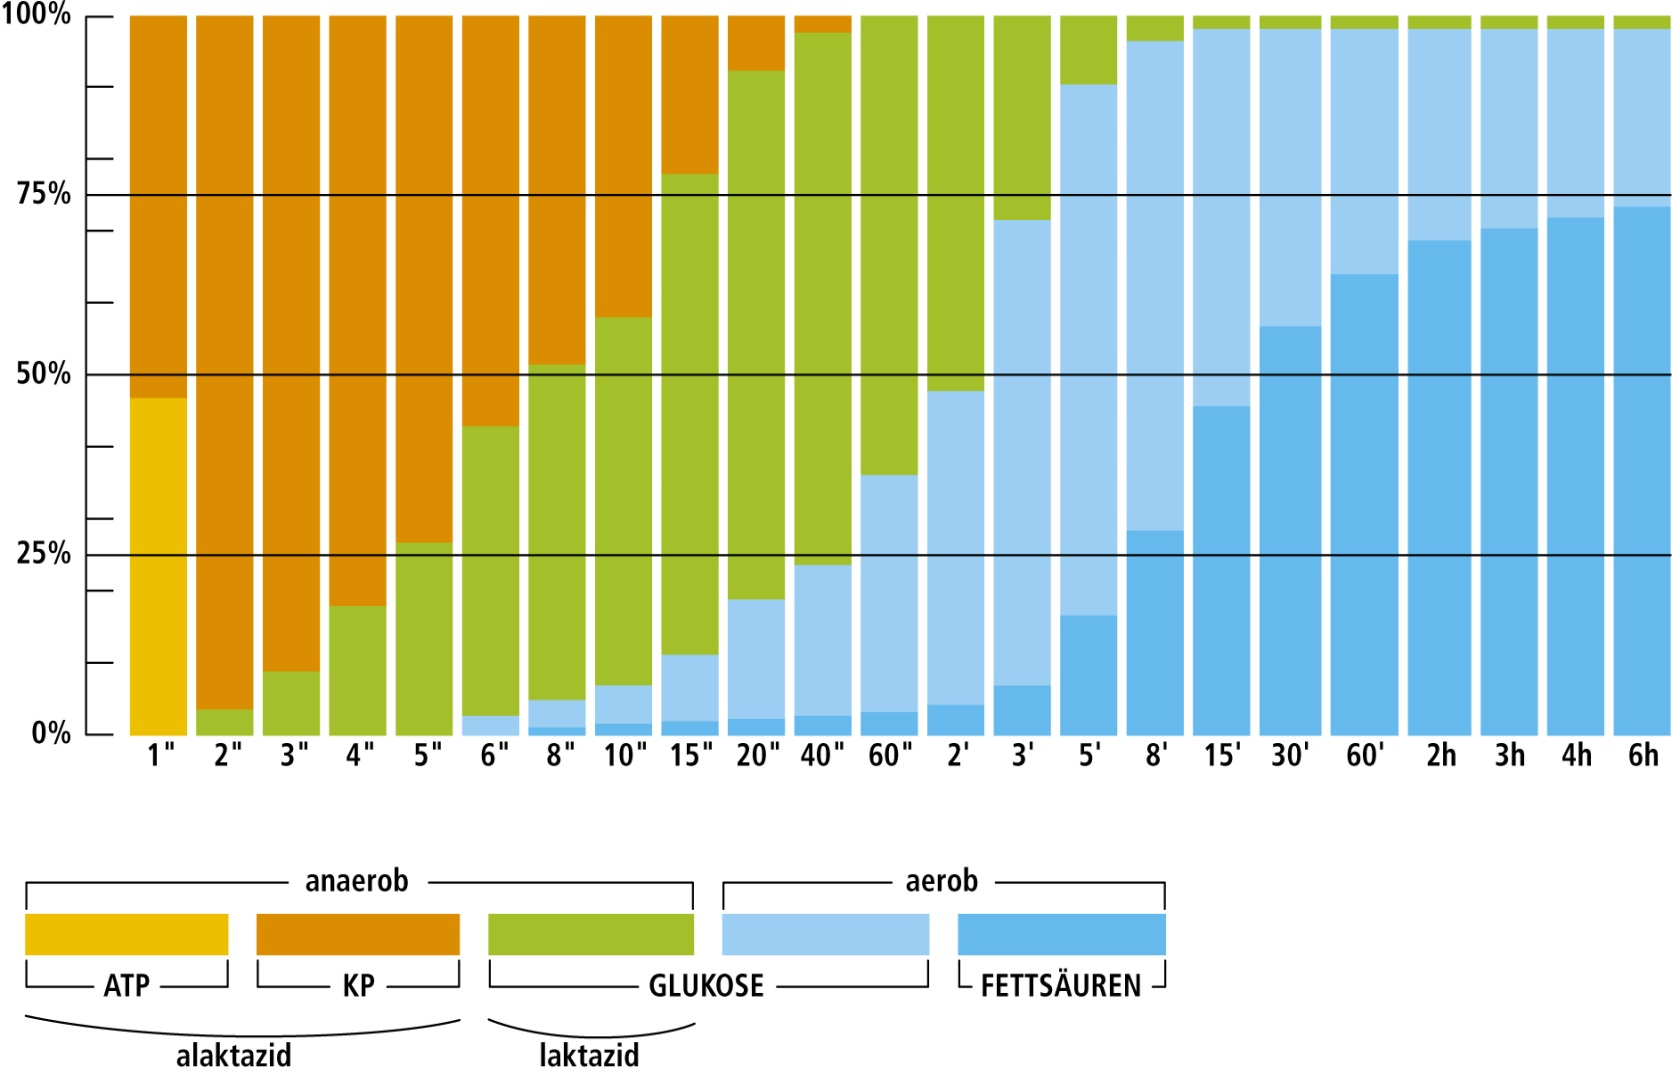 100%
75%
50%
25%
0%
1" 2" 3" 4" 5" 6" 8" 10" 15" 20" 40" 60" 2' 3' 5' 8' 15' 30' 60' 2h 3h 4h 6h
anaerob aerob
ATP KP GLUKOSE FETTSÄUREN
alaktazid laktazid